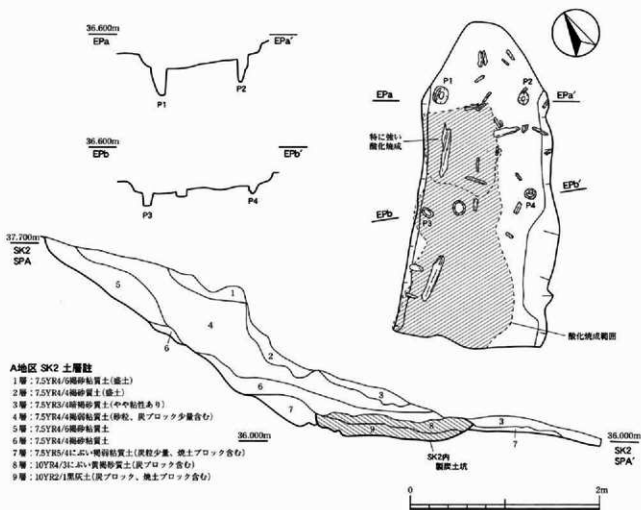 36.600m
EPa
EPa′
P1
P2
36.600m
EPb
EPb′
P3
P4
P1
P2
EPa
EPa′
特に強い
酸化焼成
EPb
EPb′
P3
P4
酸化焼成範囲
37.700m
SK2
SPA
1
5
4
2
6
3
6
7
8
9
3
7
36.000m
SK2内
製炭土坑
36.000m
SK2
SPA′
A地区 SK2 土層註
1層:7.5YR4/6褐砂粘質土(盛土)
2層:7.5YR4/4褐砂質土(盛土)
3層:7.5YR3/4暗褐砂質土(やや粘性あり)
4層:7.5YR4/4褐弱粘質土(砂粒、炭ブロック少量含む)
5層:7.5YR4/6褐砂粘質土
6層:7.5YR4/4褐砂粘質土
7層:7.5YR5/4にぶい褐弱粘質土(炭粒少量、焼土ブロック含む)
8層:10YR4/3にぶい黄褐砂質土(炭ブロック含む)
9層:10YR2/1黒灰土(炭ブロック、焼土ブロック含む)
0
2m